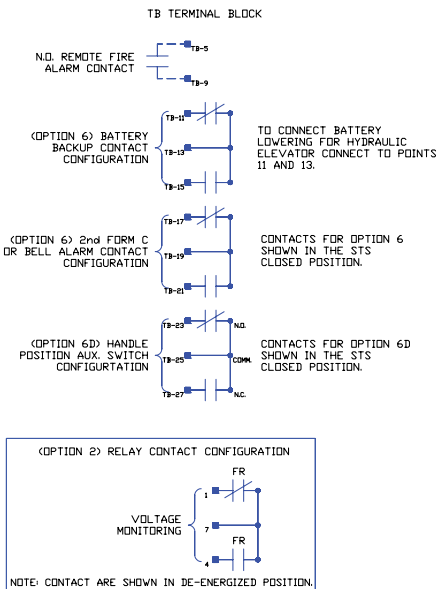 TB TERMINAL BLOCK
N.O. REMOTE FIRE
ALARM CONTACT
TB-5
TB-9
(OPTION 6) BATTERY
BACKUP CONTACT
CONFIGURATION
TB-11
TB-13
TB-15
TO CONNECT BATTERY
LOWERING FOR HYDRAULIC
ELEVATOR CONNECT TO POINTS
11 AND 13.
(OPTION 6) 2nd FORM C
OR BELL ALARM CONTACT
CONFIGURATION
TB-17
TB-19
TB-21
CONTACTS FOR OPTION 6
SHOWN IN THE STS
CLOSED POSITION.
(OPTION 6D) HANDLE
POSITION AUX. SWITCH
CONFIGURTATION
TB-23
TB-25
TB-27
N.O.
COMM.
N.C.
CONTACTS FOR OPTION 6D
SHOWN IN THE STS
CLOSED POSITION.
(OPTION 2) RELAY CONTACT CONFIGURATION
FR
1
VOLTAGE
MONITORING
7
FR
4
NOTE: CONTACT ARE SHOWN IN DE-ENERGIZED POSITION.